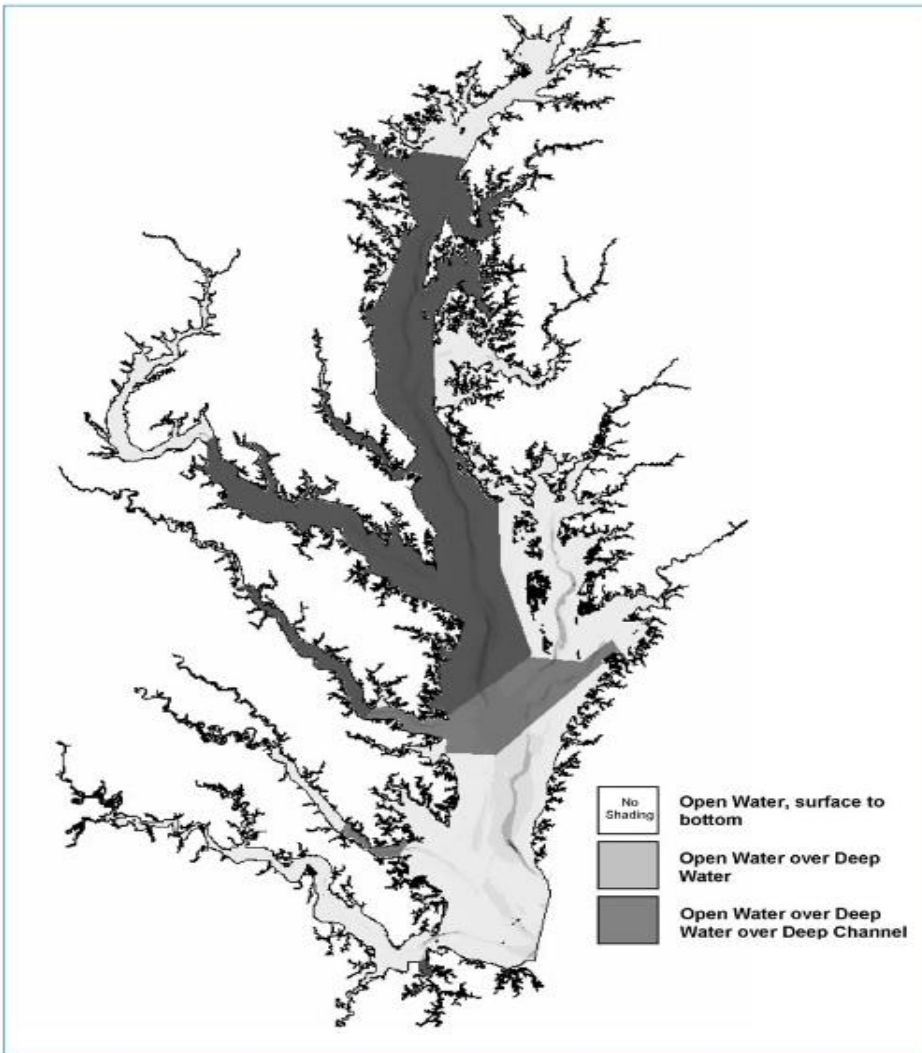 No
Shading
Open Water, surface to
bottom
Open Water over Deep
Water
Open Water over Deep
Water over Deep Channel